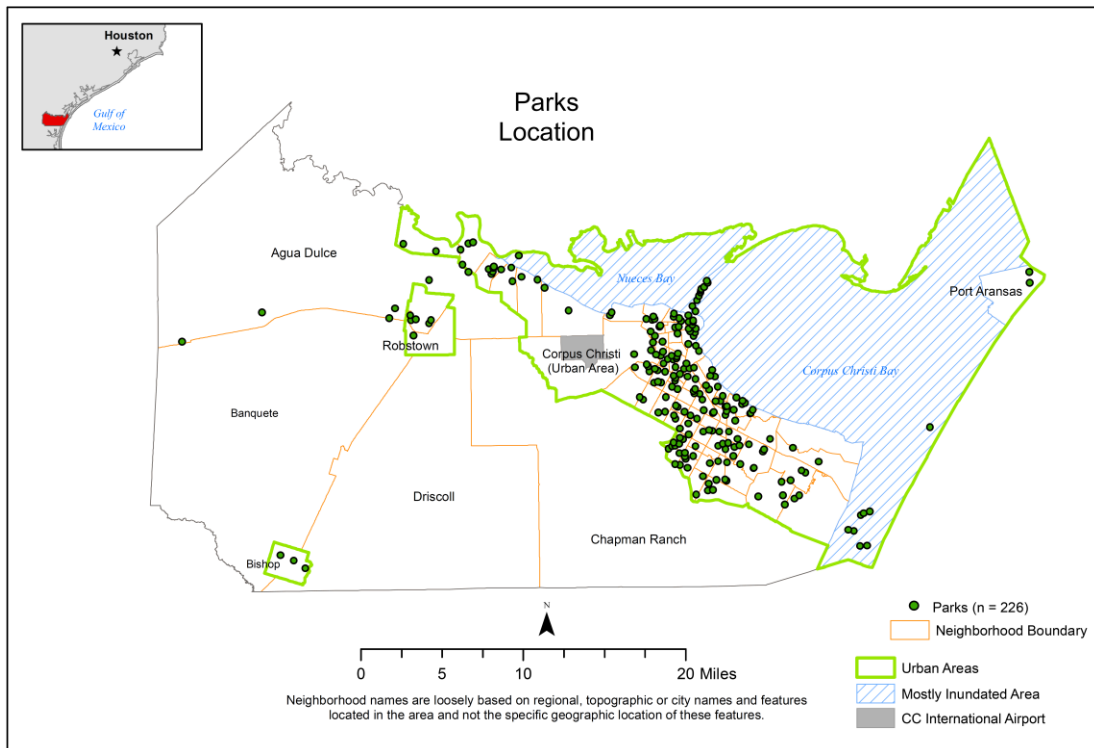 Houston
Gulf of
Mexico
Parks
Location
Agua Dulce
Nueces Bay
Port Aransas
Robstown
Corpus Christi
(Urban Area)
Corpus Christi Bay
Banquete
Driscoll
Chapman Ranch
Bishop
N
Parks (n = 226)
Neighborhood Boundary
0 5 10 20 Miles
Urban Areas
Mostly Inundated Area
CC International Airport
Neighborhood names are loosely based on regional, topographic or city names and features
located in the area and not the specific geographic location of these features.